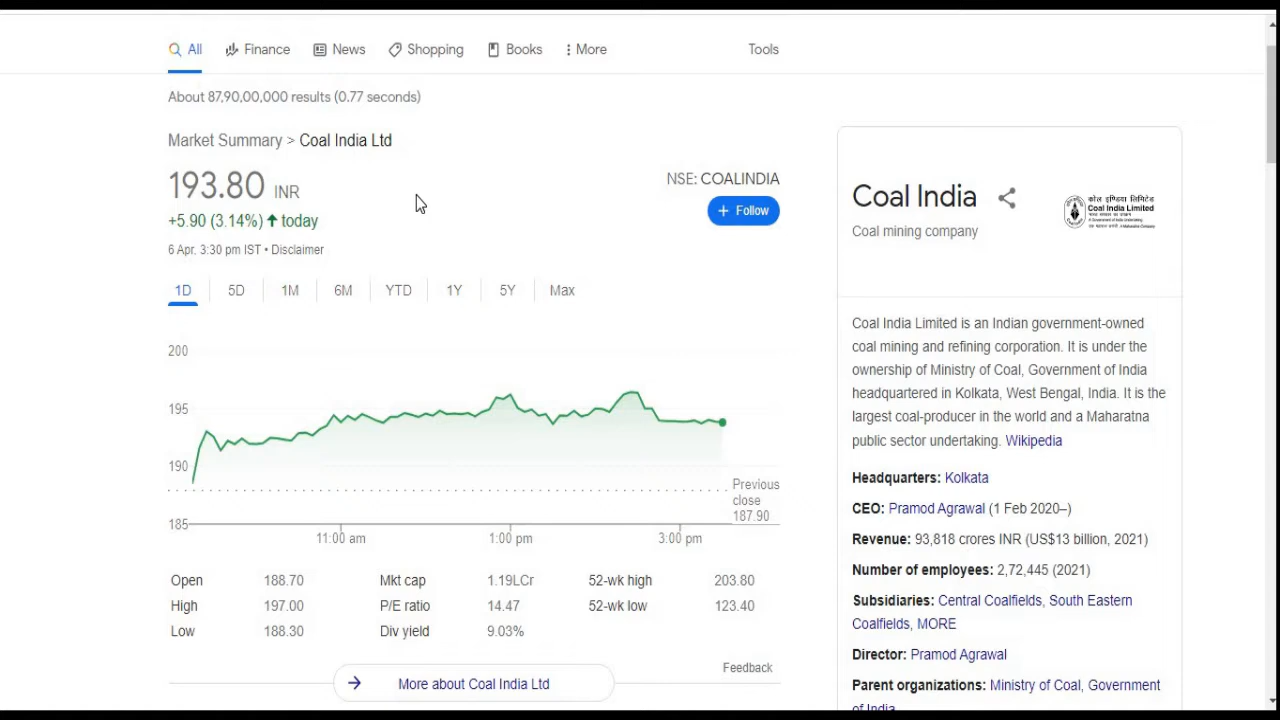 All Finance News Shopping Books More Tools
About 87,90,00,000 results (0.77 seconds)
Market Summary > Coal India Ltd
193.80 INR
+5.90 (3.14%) today
6 Apr, 3:30 pm IST • Disclaimer
NSE: COALINDIA
+ Follow
1D 5D 1M 6M YTD 1Y 5Y Max
200
195
190
185
Previous
close
187.90
11:00 am 1:00 pm 3:00 pm
Open 188.70 Mkt cap 1.19LCr 52-wk high 203.80
High 197.00 P/E ratio 14.47 52-wk low 123.40
Low 188.30 Div yield 9.03%
Feedback
More about Coal India Ltd
Coal India
Coal mining company
कोल इण्डिया लिमिटेड
Coal India Limited
Coal India Limited is an Indian government-owned
coal mining and refining corporation. It is under the
ownership of Ministry of Coal, Government of India
headquartered in Kolkata, West Bengal, India. It is the
largest coal-producer in the world and a Maharatna
public sector undertaking. Wikipedia
Headquarters: Kolkata
CEO: Pramod Agrawal (1 Feb 2020–)
Revenue: 93,818 crores INR (US$13 billion, 2021)
Number of employees: 2,72,445 (2021)
Subsidiaries: Central Coalfields, South Eastern
Coalfields, MORE
Director: Pramod Agrawal
Parent organizations: Ministry of Coal, Government
of India